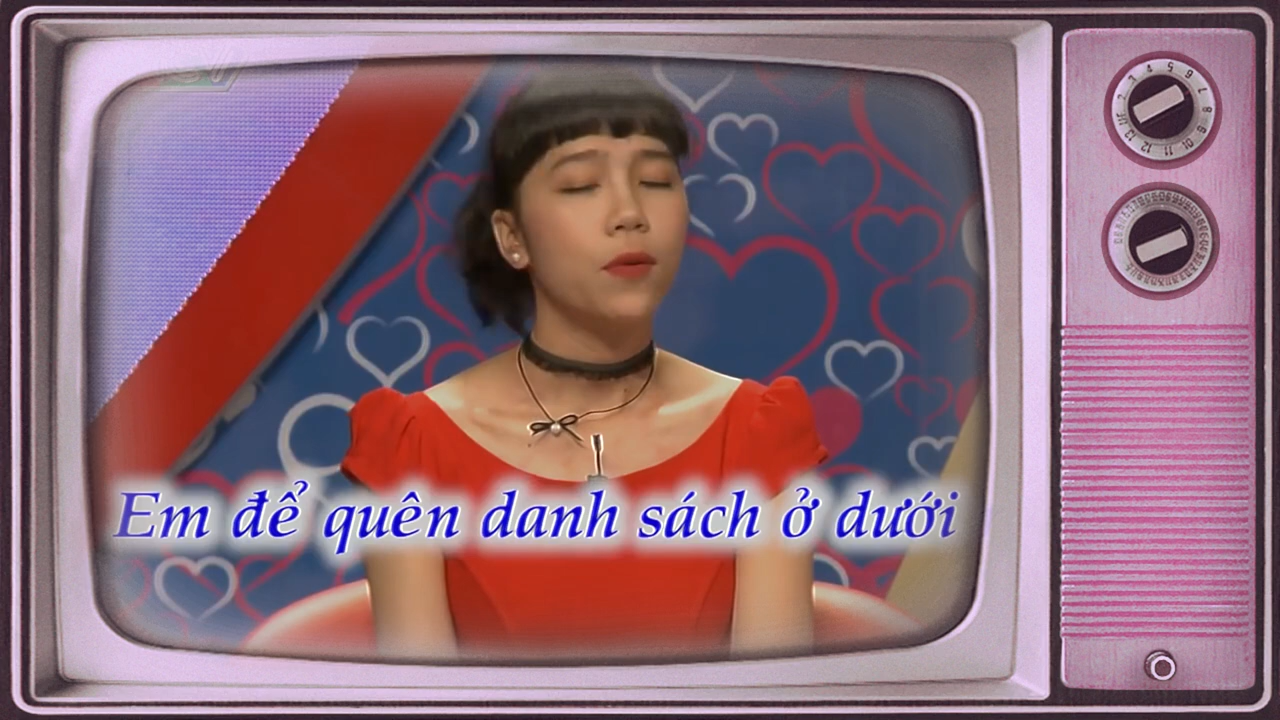 Em để quên danh sách ở dưới